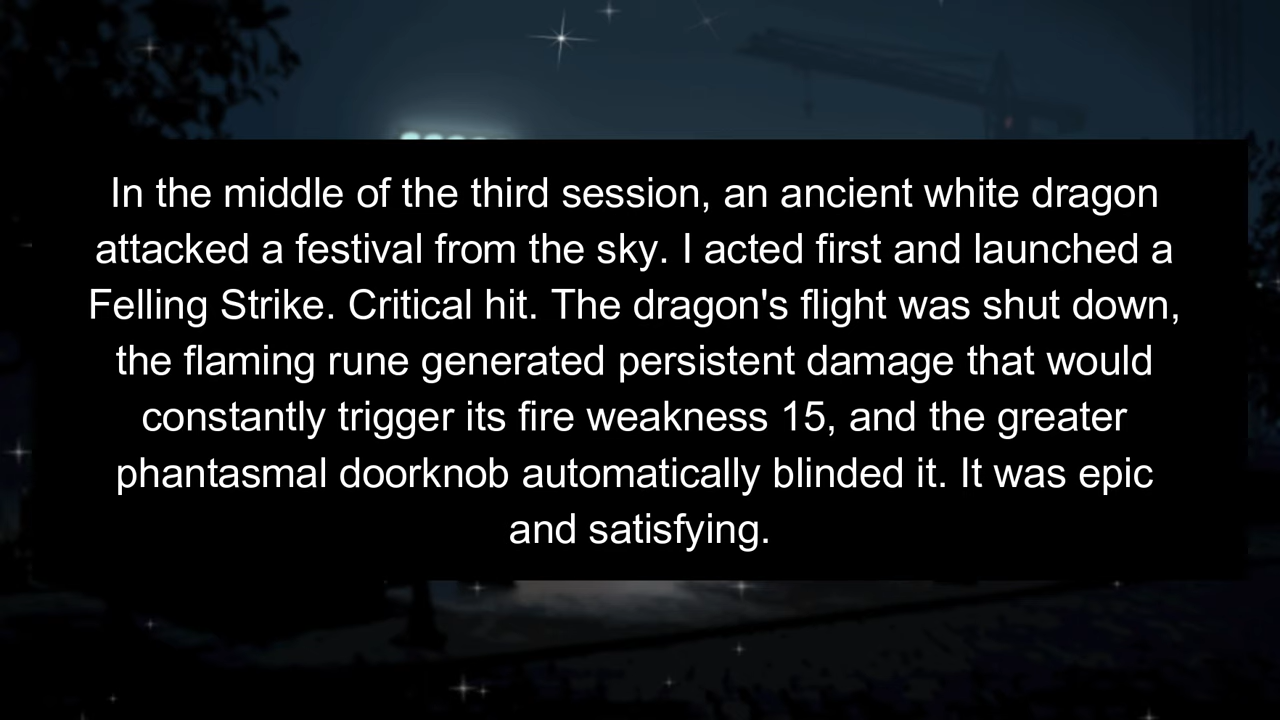 In the middle of the third session, an ancient white dragon
attacked a festival from the sky. I acted first and launched a
Felling Strike. Critical hit. The dragon's flight was shut down,
the flaming rune generated persistent damage that would
constantly trigger its fire weakness 15, and the greater
phantasmal doorknob automatically blinded it. It was epic
and satisfying.